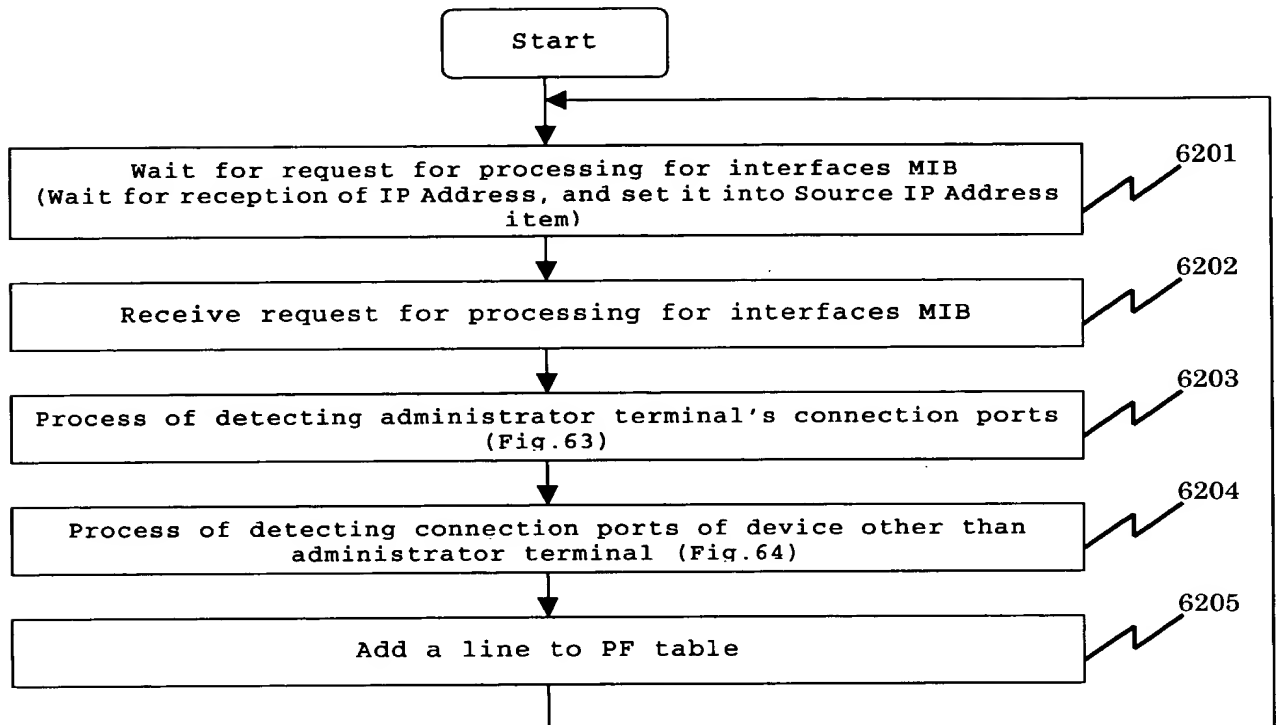 Start
Wait for request for processing for interfaces MIB
(Wait for reception of IP Address, and set it into Source IP Address
item)
6201
Receive request for processing for interfaces MIB
6202
Process of detecting administrator terminal's connection ports
(Fig.63)
6203
Process of detecting connection ports of device other than
administrator terminal (Fig.64)
6204
Add a line to PF table
6205